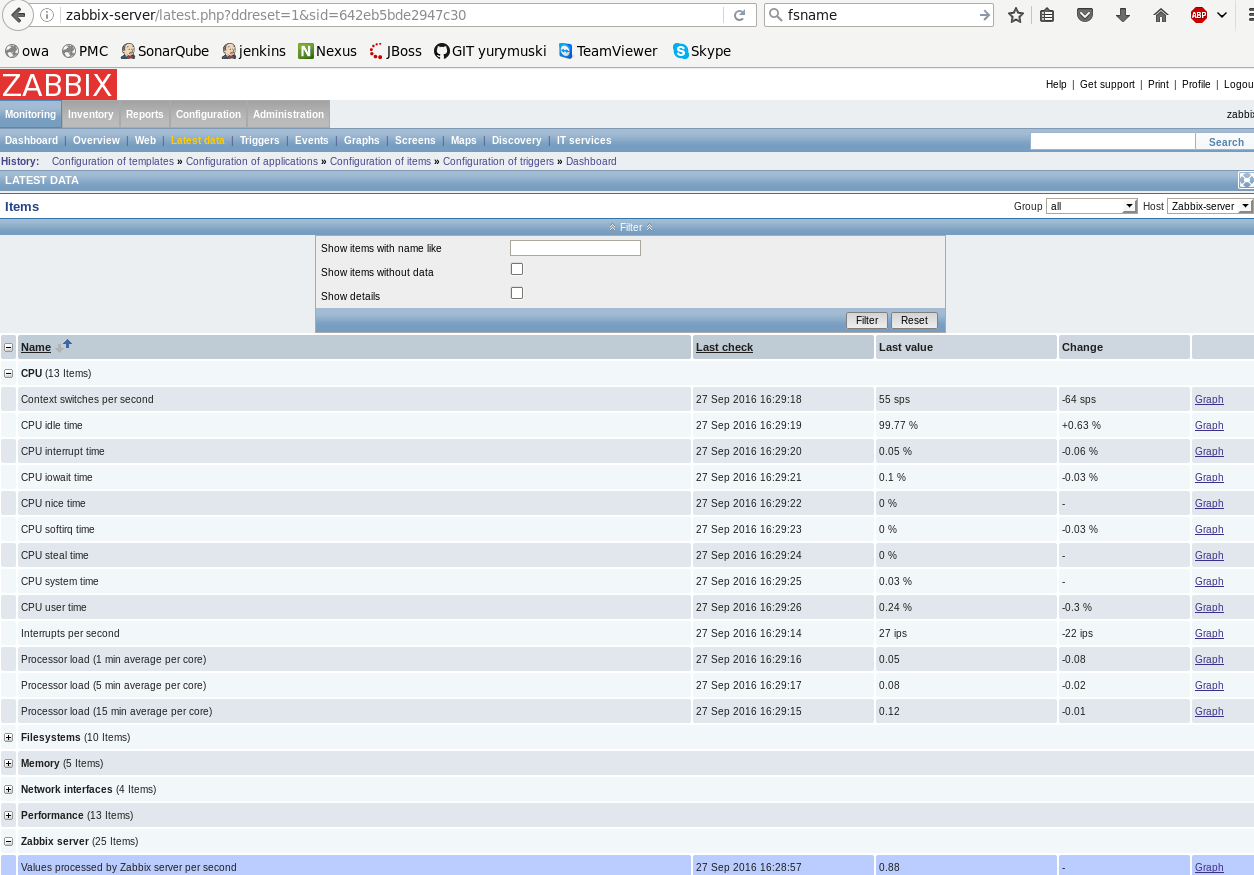 zabbix-server/latest.php?ddreset=1&sid=642eb5bde2947c30 fsname ABP
owa PMC SonarQube jenkins N Nexus JBoss GIT yurymuski TeamViewer Skype
ZABBIX
Help | Get support | Print | Profile | Logou
Monitoring Inventory Reports Configuration Administration zabbi
Dashboard | Overview | Web | Latest data | Triggers | Events | Graphs | Screens | Maps | Discovery | IT services Search
History: Configuration of templates » Configuration of applications » Configuration of items » Configuration of triggers » Dashboard
LATEST DATA
Items Group all Host Zabbix-server
Filter
Show items with name like
Show items without data
Show details
Filter Reset
Name Last check Last value Change
CPU (13 Items)
Context switches per second 27 Sep 2016 16:29:18 55 sps -64 sps Graph
CPU idle time 27 Sep 2016 16:29:19 99.77 % +0.63 % Graph
CPU interrupt time 27 Sep 2016 16:29:20 0.05 % -0.06 % Graph
CPU iowait time 27 Sep 2016 16:29:21 0.1 % -0.03 % Graph
CPU nice time 27 Sep 2016 16:29:22 0 % - Graph
CPU softirq time 27 Sep 2016 16:29:23 0 % -0.03 % Graph
CPU steal time 27 Sep 2016 16:29:24 0 % - Graph
CPU system time 27 Sep 2016 16:29:25 0.03 % - Graph
CPU user time 27 Sep 2016 16:29:26 0.24 % -0.3 % Graph
Interrupts per second 27 Sep 2016 16:29:14 27 ips -22 ips Graph
Processor load (1 min average per core) 27 Sep 2016 16:29:16 0.05 -0.08 Graph
Processor load (5 min average per core) 27 Sep 2016 16:29:17 0.08 -0.02 Graph
Processor load (15 min average per core) 27 Sep 2016 16:29:15 0.12 -0.01 Graph
Filesystems (10 Items)
Memory (5 Items)
Network interfaces (4 Items)
Performance (13 Items)
Zabbix server (25 Items)
Values processed by Zabbix server per second 27 Sep 2016 16:28:57 0.88 - Graph